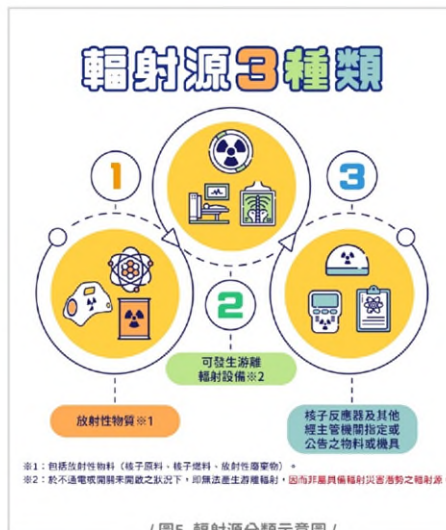 輻射源3種類
1
2
3
放射性物質※1
可發生游離
輻射設備※2
核子反應器及其他
經主管機關指定或
公告之物料或機具
※1：包括放射性物料（核子原料、核子燃料、放射性廢棄物）。
※2：於不通電或開關未開啟之狀況下，即無法產生游離輻射，因而非屬具備輻射災害潛勢之輻射源。
/ 圖5 輻射源分類示意圖 /